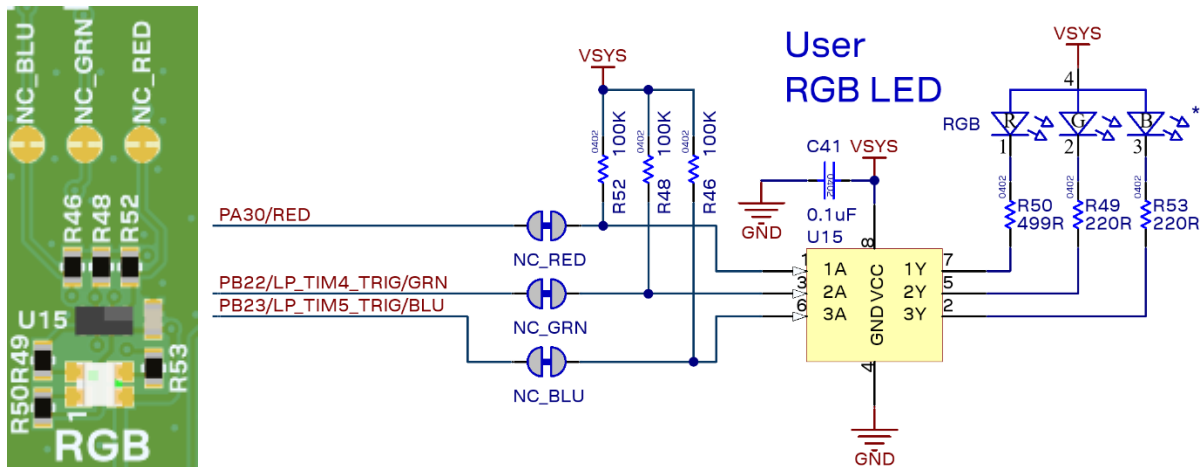 NC_BLU
NC_GRN
NC_RED
R46
R48
R52
U15
R49
R50
R53
1
RGB
User
RGB LED
VSYS
0402
100K
R52
0402
100K
R48
0402
100K
R46
PA30/RED
NC_RED
PB22/LP_TIM4_TRIG/GRN
NC_GRN
PB23/LP_TIM5_TRIG/BLU
NC_BLU
C41
VSYS
0402
0.1uF
GND
U15
8
1 1A VCC 1Y 7
3 2A 2Y 5
6 3A GND 3Y 2
4
GND
VSYS
4
RGB
R G B *
1 2 3
0402 0402 0402
R50 R49 R53
499R 220R 220R